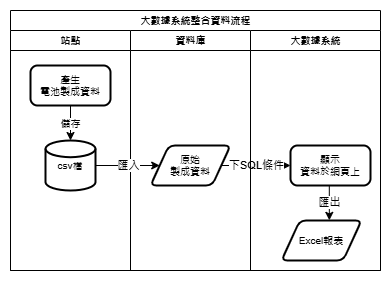 大數據系統整合資料流程
站點
資料庫
大數據系統
產生
電池製成資料
儲存
csv檔
匯入
原始
製成資料
下SQL條件
顯示
資料於網頁上
匯出
Excel報表